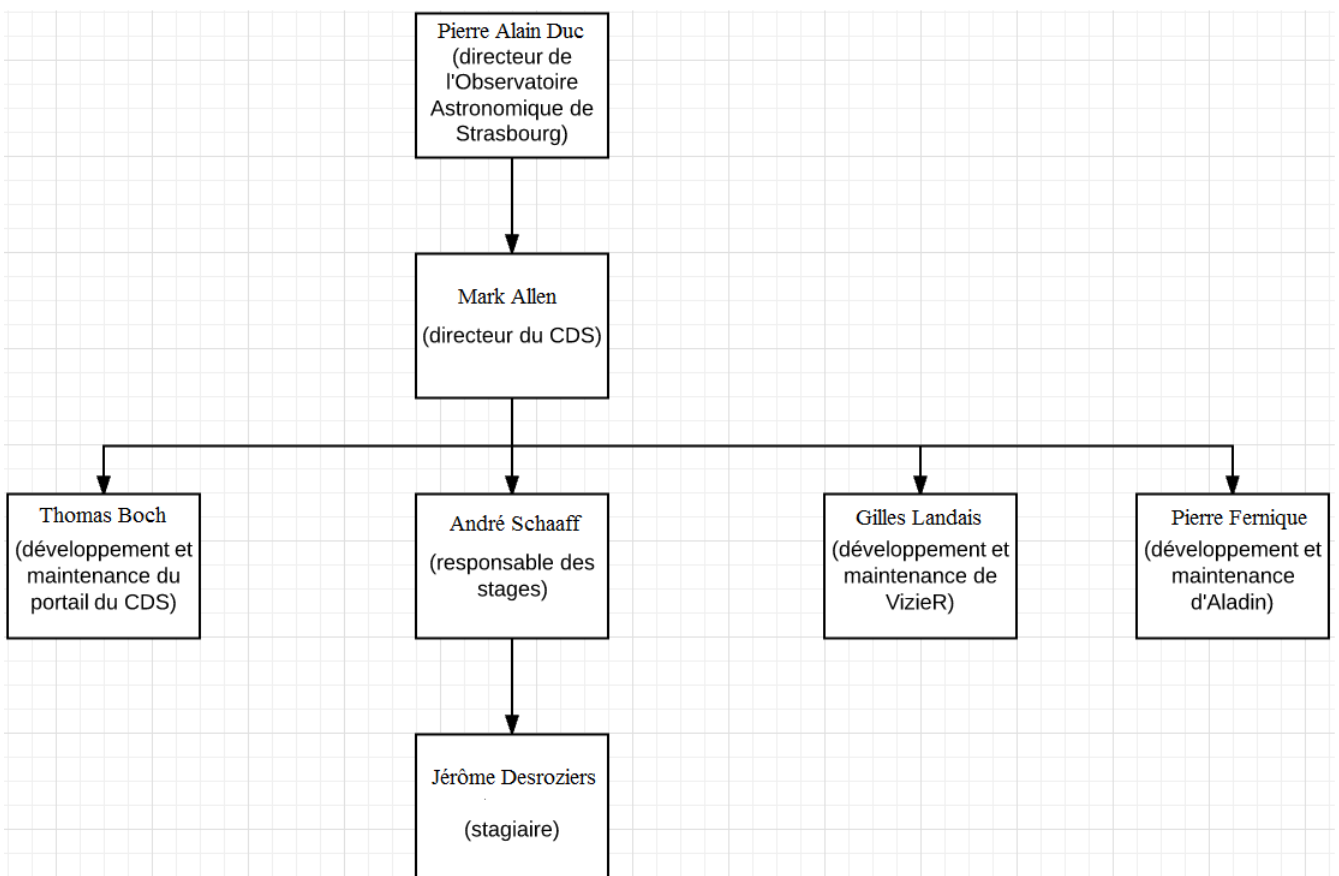 Pierre Alain Duc
(directeur de
l'Observatoire
Astronomique de
Strasbourg)
Mark Allen
(directeur du CDS)
Thomas Boch
(développement et
maintenance du
portail du CDS)
André Schaaff
(responsable des
stages)
Gilles Landais
(développement et
maintenance de
VizieR)
Pierre Fernique
(développement et
maintenance
d'Aladin)
Jérôme Desroziers
(stagiaire)